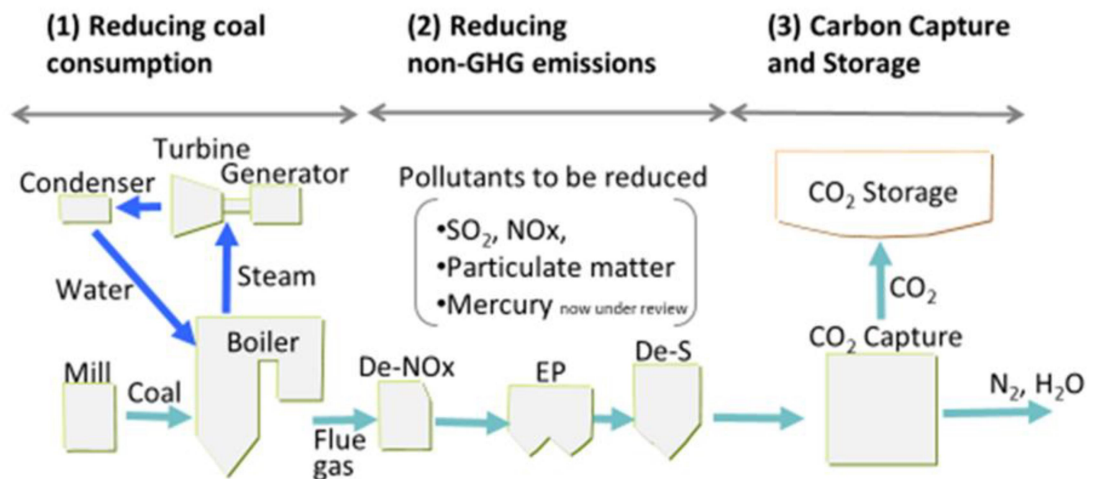 (1) Reducing coal
consumption
(2) Reducing
non-GHG emissions
(3) Carbon Capture
and Storage
Turbine
Generator
Condenser
Water
Steam
Boiler
Mill
Coal
Flue
gas
Pollutants to be reduced
•SO₂, NOx,
•Particulate matter
•Mercury now under review
De-NOx
EP
De-S
CO₂ Storage
CO₂
CO₂ Capture
N₂, H₂O